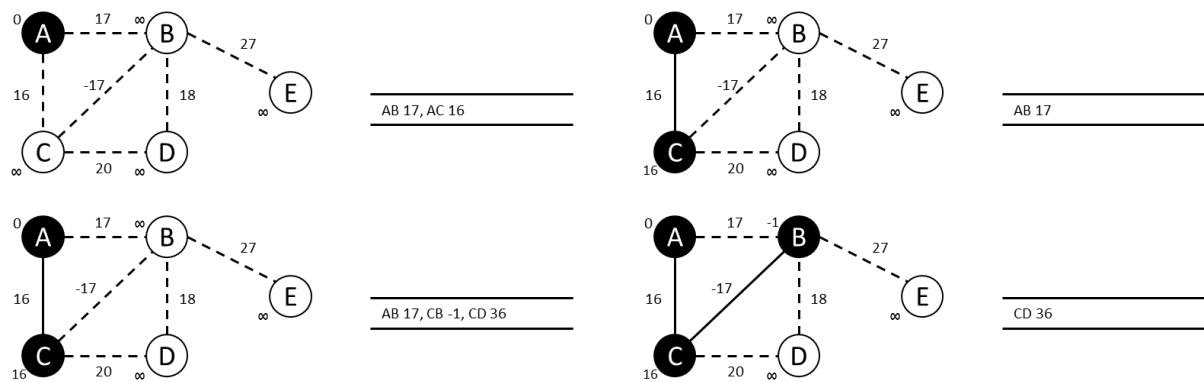 0 A 17 ∞ B 27 E ∞
16 -17 18
∞ C 20 ∞ D
AB 17, AC 16
0 A 17 ∞ B 27 E ∞
16 -17 18
16 C 20 ∞ D
AB 17
0 A 17 ∞ B 27 E ∞
16 -17 18
16 C 20 ∞ D
AB 17, CB -1, CD 36
0 A 17 -1 B 27 E ∞
16 -17 18
16 C 20 ∞ D
CD 36